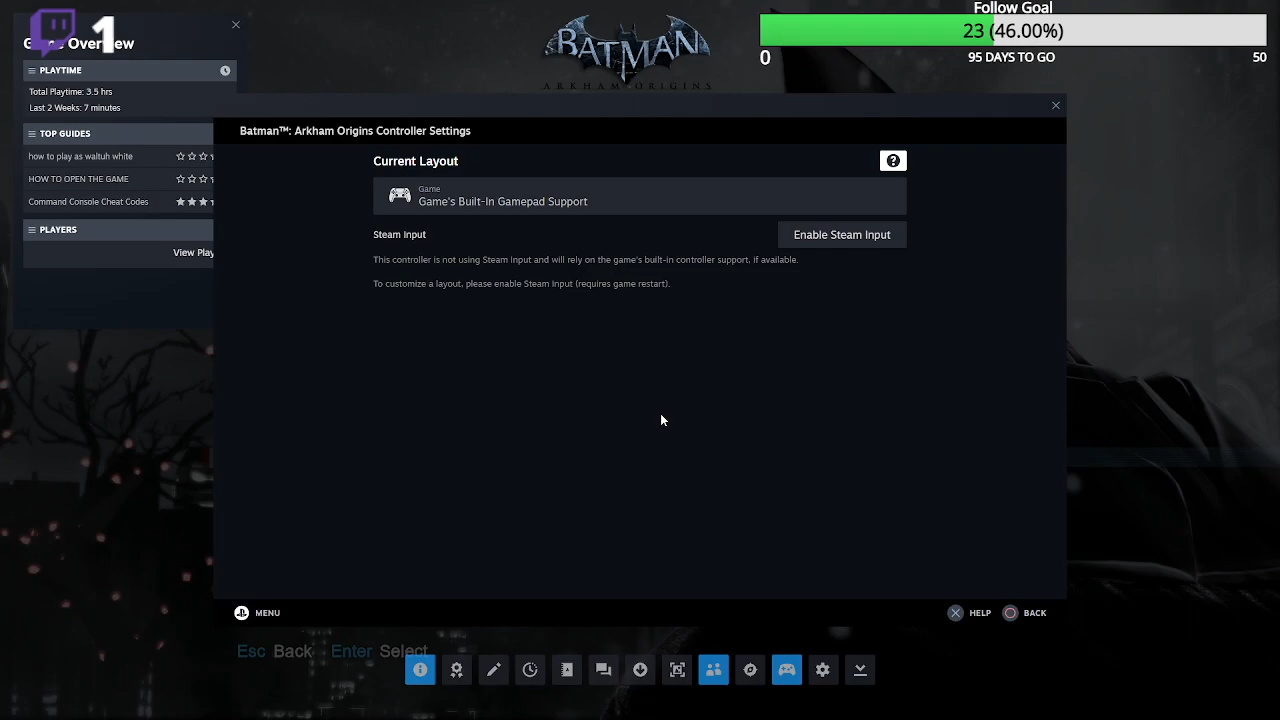 1
Follow Goal
23 (46.00%)
0
95 DAYS TO GO
50
BATMAN
ARKHAM ORIGINS
PLAYTIME
Total Playtime: 3.5 hrs
Last 2 Weeks: 7 minutes
TOP GUIDES
how to play as waltuh white
HOW TO OPEN THE GAME
Command Console Cheat Codes
PLAYERS
View Play
Batman™: Arkham Origins Controller Settings
Current Layout
?
Game
Game's Built-In Gamepad Support
Steam Input
Enable Steam Input
This controller is not using Steam Input and will rely on the game's built-in controller support, if available.
To customize a layout, please enable Steam Input (requires game restart).
MENU
HELP
BACK
Esc Back Enter Select